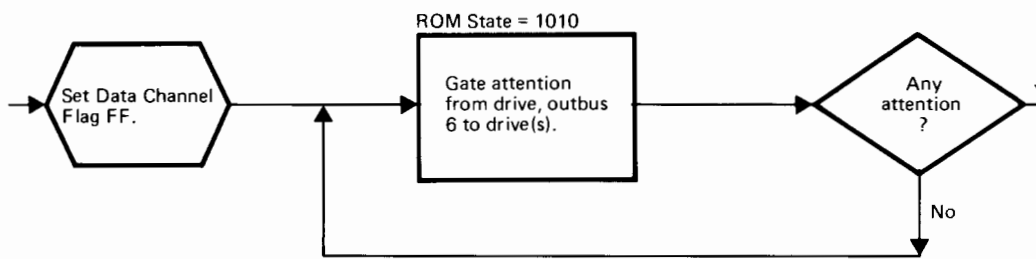 ROM State = 1010
Set Data Channel
Flag FF.
Gate attention
from drive, outbus
6 to drive(s).
Any
attention
?
No